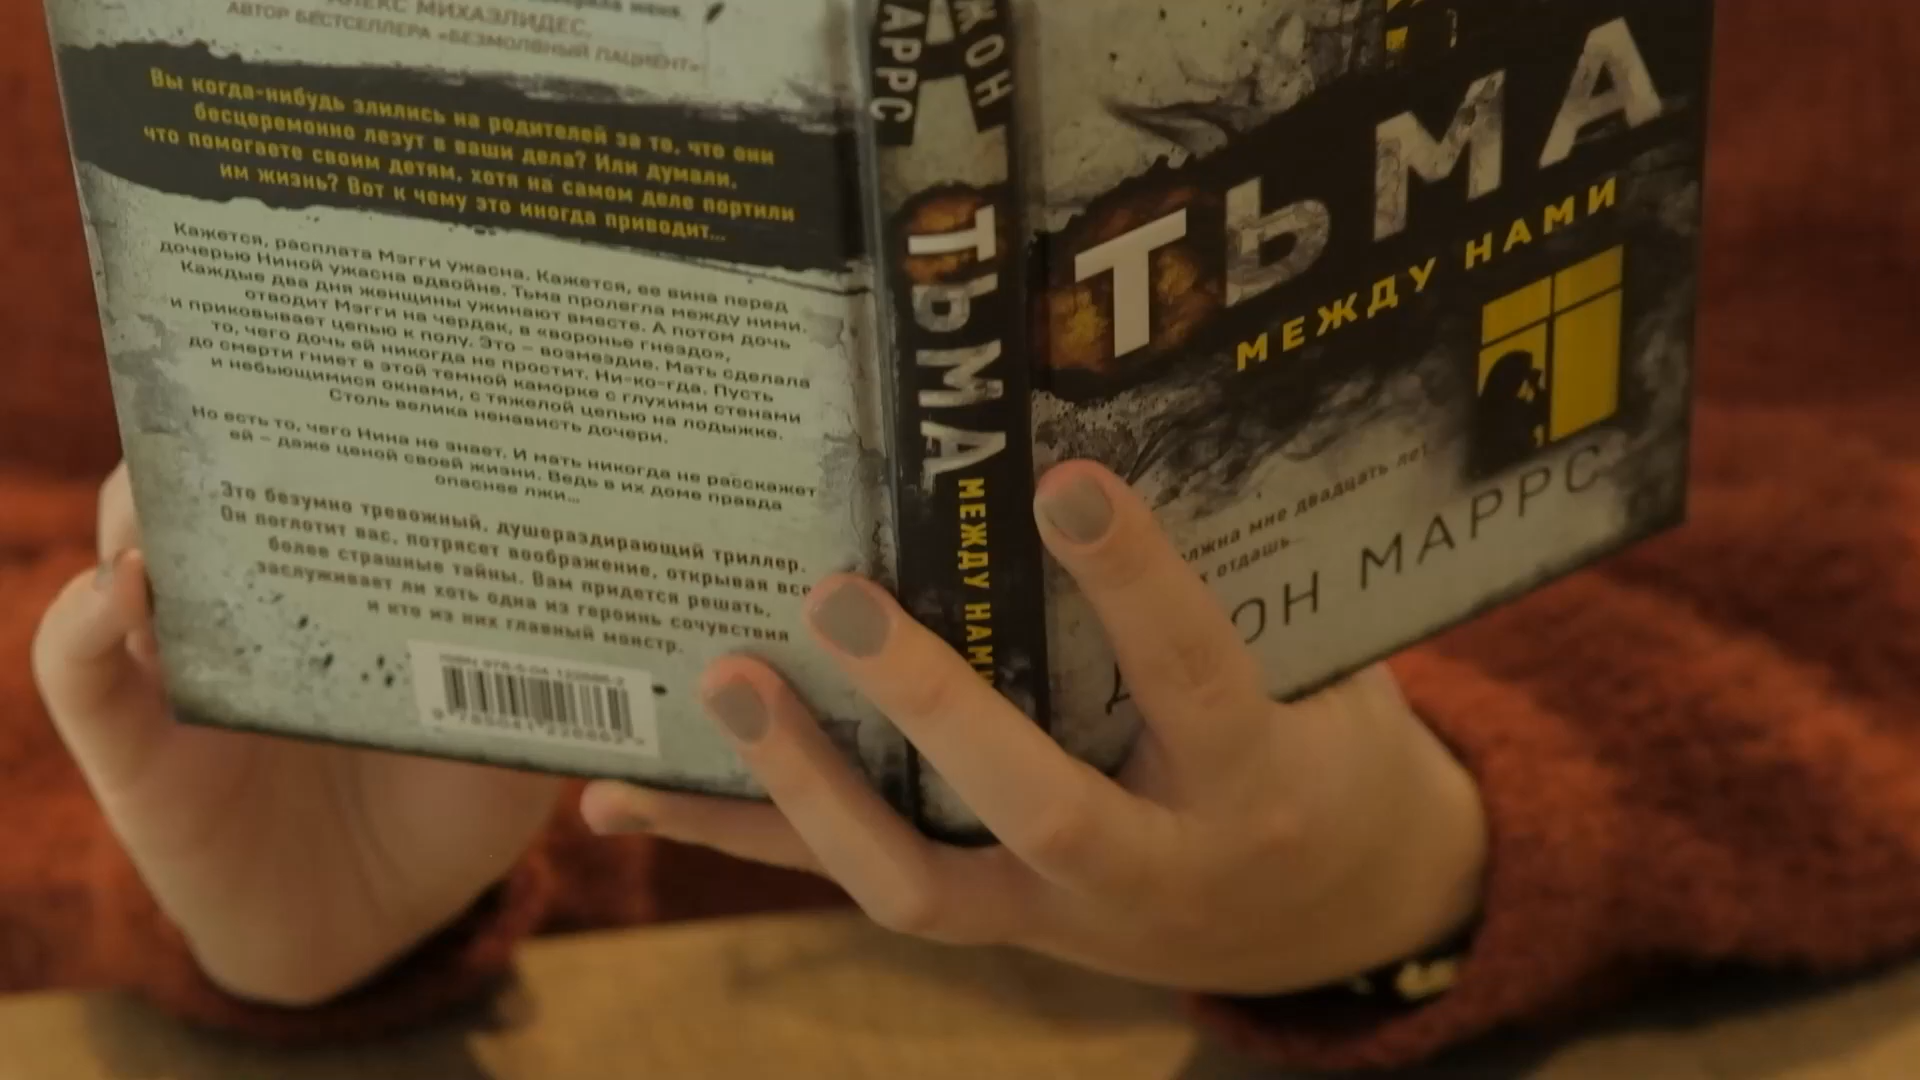 АЛЕКС МИХАЭЛИДЕС,
АВТОР БЕСТСЕЛЛЕРА «БЕЗМОЛВНЫЙ ПАЦИЕНТ»
Вы когда-нибудь злились на родителей за то, что они
бесцеремонно лезут в ваши дела? Или думали,
что помогаете своим детям, хотя на самом деле портили
им жизнь? Вот к чему это иногда приводит...
Кажется, расплата Мэгги ужасна. Кажется, ее вина перед
дочерью Ниной ужасна вдвойне. Тьма пролегла между ними.
Каждые два дня женщины ужинают вместе. А потом дочь
отводит Мэгги на чердак, в «воронье гнездо»,
и приковывает цепью к полу. Это – возмездие. Мать сделала
то, чего дочь ей никогда не простит. Ни-ко-гда. Пусть
до смерти гниет в этой темной каморке с глухими стенами
и небьющимися окнами, с тяжелой цепью на лодыжке.
Столь велика ненависть дочери.
Но есть то, чего Нина не знает. И мать никогда не расскажет
ей – даже ценой своей жизни. Ведь в их доме правда
опаснее лжи...
Это безумно тревожный, душераздирающий триллер.
Он поглотит вас, потрясет воображение, открывая все
более страшные тайны. Вам придется решать,
заслуживает ли хоть одна из героинь сочувствия
и кто из них главный монстр.
ЖОН
АРРС
ТЬМА
МЕЖДУ НАМИ
ТЬМА
МЕЖДУ НАМИ
мне двадцать лет
отдашь...
ОН МАРРС